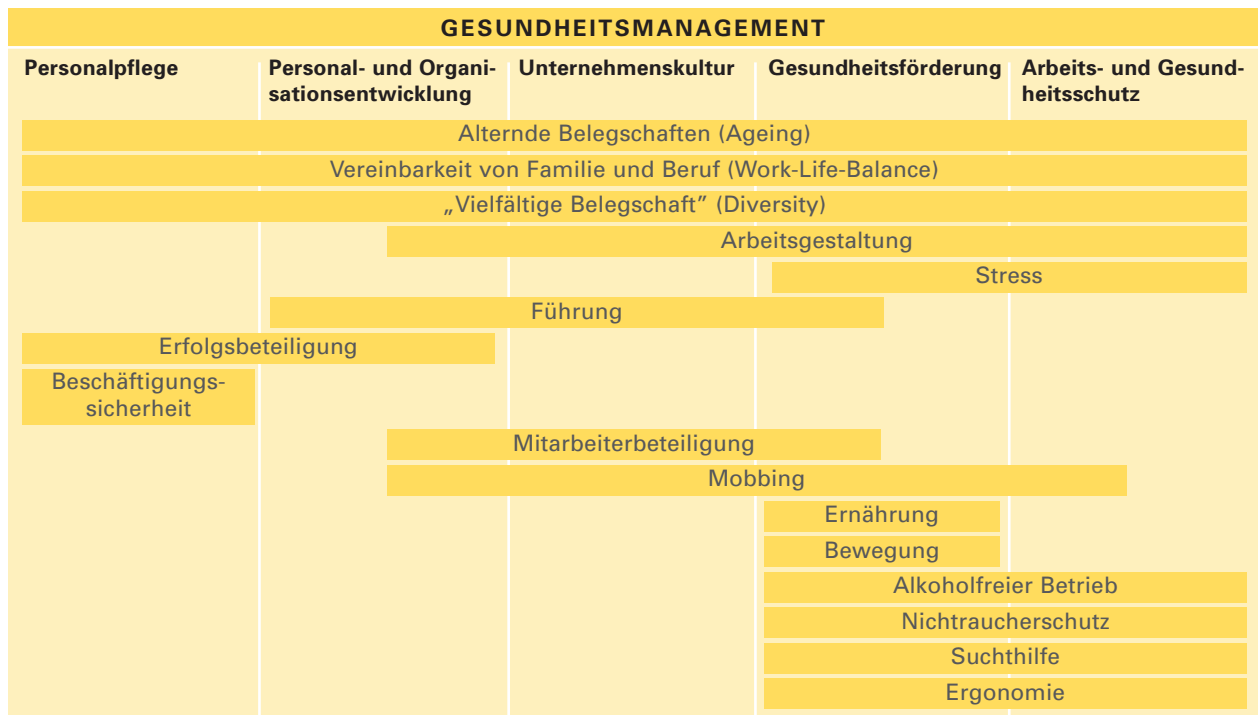 GESUNDHEITSMANAGEMENT
Personalpflege
Personal- und Organi-
sationsentwicklung
Unternehmenskultur
Gesundheitsförderung
Arbeits- und Gesund-
heitsschutz
Alternde Belegschaften (Ageing)
Vereinbarkeit von Familie und Beruf (Work-Life-Balance)
„Vielfältige Belegschaft” (Diversity)
Arbeitsgestaltung
Stress
Führung
Erfolgsbeteiligung
Beschäftigungs-
sicherheit
Mitarbeiterbeteiligung
Mobbing
Ernährung
Bewegung
Alkoholfreier Betrieb
Nichtraucherschutz
Suchthilfe
Ergonomie